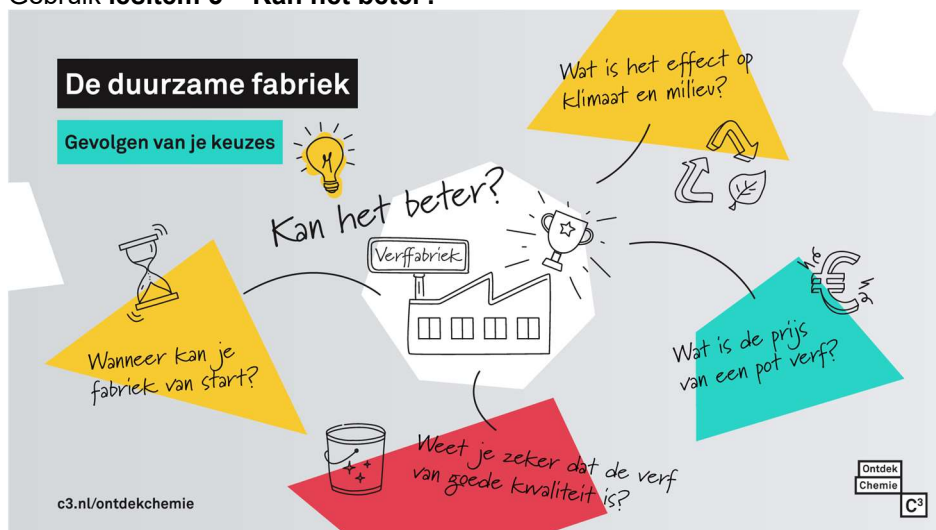 Gebruik lesitem 3 – Kan het beter?
De duurzame fabriek
Gevolgen van je keuzes
Kan het beter?
Verffabriek
Wat is het effect op
klimaat en milieu?
Wat is de prijs
van een pot verf?
Weet je zeker dat de verf
van goede kwaliteit is?
Wanneer kan je
fabriek van start?
c3.nl/ontdekchemie
Ontdek
Chemie
C³